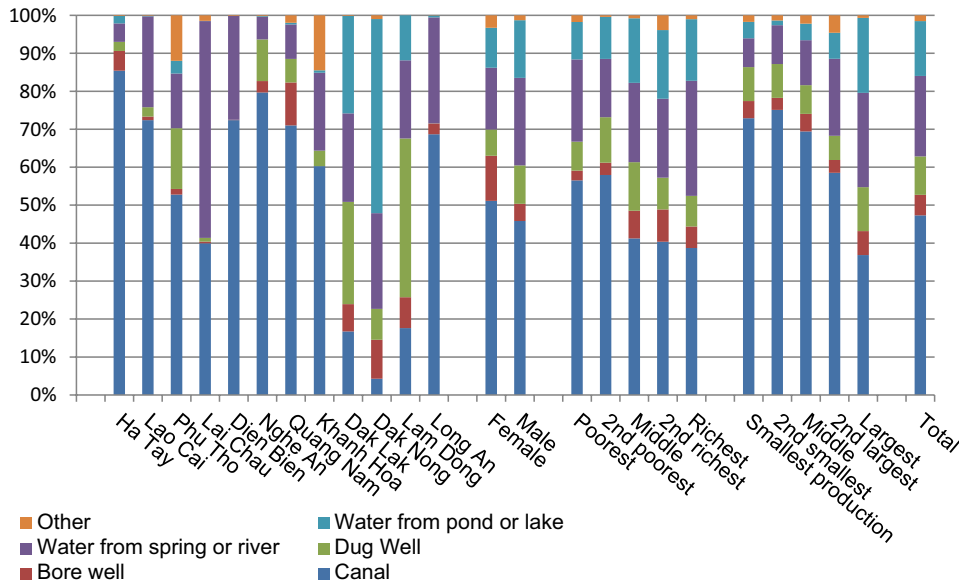 100%
90%
80%
70%
60%
50%
40%
30%
20%
10%
0%
Ha Tay
Lao Cai
Phu Tho
Lai Chau
Dien Bien
Nghe An
Quang Nam
Khanh Hoa
Dak Lak
Dak Nong
Lam Dong
Long An
Female
Male
Poorest
2nd poorest
Middle
2nd richest
Richest
Smallest production
2nd smallest
Middle
2nd largest
Largest
Total
Other
Water from pond or lake
Water from spring or river
Dug Well
Bore well
Canal